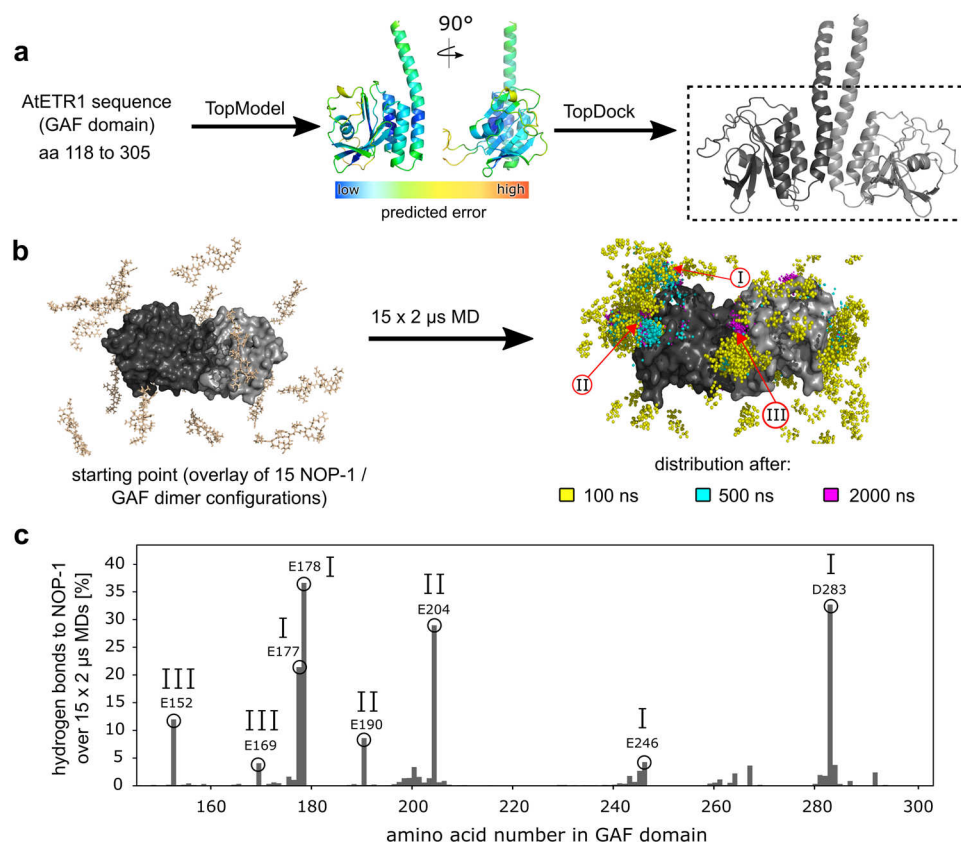 a
90°
AtETR1 sequence
(GAF domain)
aa 118 to 305
TopModel
TopDock
low
high
predicted error
b
15 x 2 µs MD
I
II
III
starting point (overlay of 15 NOP-1 /
GAF dimer configurations)
distribution after:
100 ns
500 ns
2000 ns
c
hydrogen bonds to NOP-1
over 15 x 2 µs MDs [%]
40
35
30
25
20
15
10
5
0
III
E152
III
E169
I
E177
E178
I
II
E190
II
E204
I
E246
I
D283
160
180
200
220
240
260
280
300
amino acid number in GAF domain